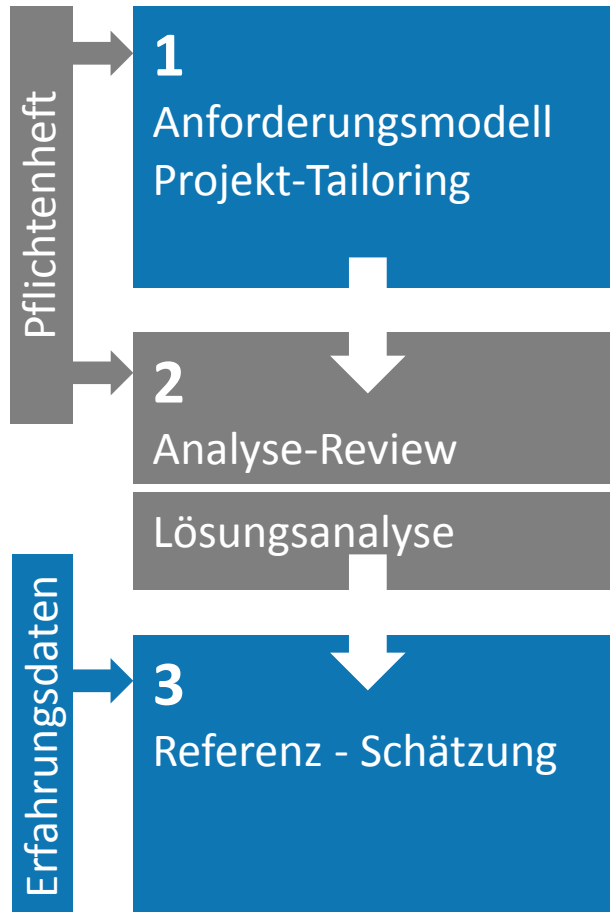 Pflichtenheft
1
Anforderungsmodell
Projekt-Tailoring
2
Analyse-Review
Lösungsanalyse
Erfahrungsdaten
3
Referenz - Schätzung